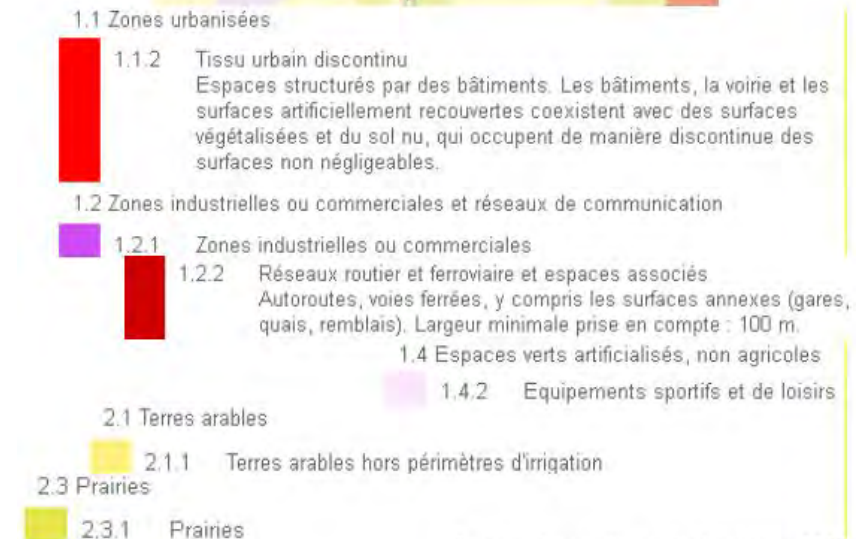 1.1 Zones urbanisées
1.1.2 Tissu urbain discontinu
Espaces structurés par des bâtiments. Les bâtiments, la voirie et les
surfaces artificiellement recouvertes coexistent avec des surfaces
végétalisées et du sol nu, qui occupent de manière discontinue des
surfaces non négligeables.
1.2 Zones industrielles ou commerciales et réseaux de communication
1.2.1 Zones industrielles ou commerciales
1.2.2 Réseaux routier et ferroviaire et espaces associés
Autoroutes, voies ferrées, y compris les surfaces annexes (gares,
quais, remblais). Largeur minimale prise en compte : 100 m.
1.4 Espaces verts artificialisés, non agricoles
1.4.2 Equipements sportifs et de loisirs
2.1 Terres arables
2.1.1 Terres arables hors périmètres d'irrigation
2.3 Prairies
2.3.1 Prairies